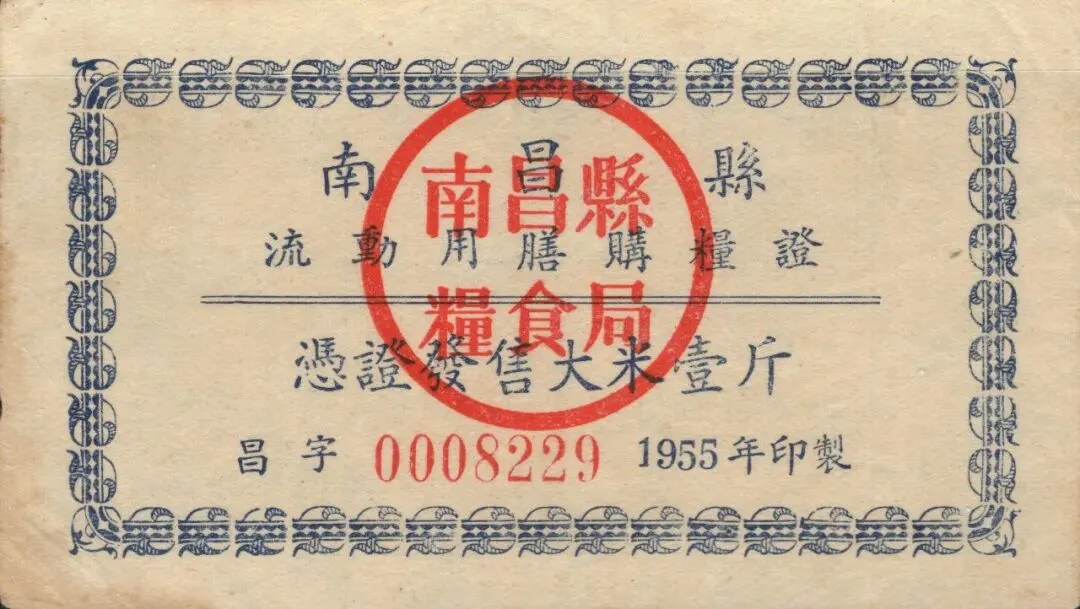 南昌縣
流動用膳購糧證
南昌縣
糧食局
憑證發售大米壹斤
昌字 0008229 1955年印製